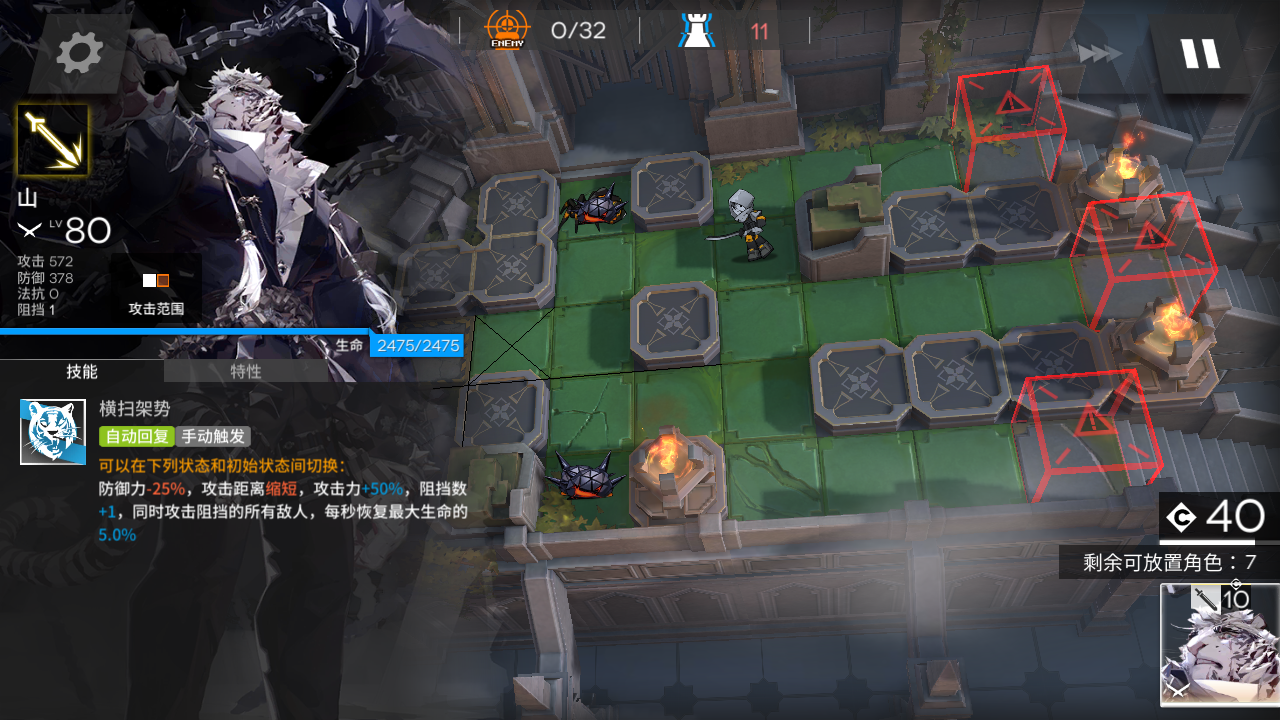 ENEMY
0/32
11
山
LV 80
攻击 572
防御 378
法抗 0
阻挡 1
攻击范围
生命 2475/2475
技能
特性
横扫架势
自动回复 手动触发
可以在下列状态和初始状态间切换：
防御力-25%，攻击距离缩短，攻击力+50%，阻挡数
+1，同时攻击阻挡的所有敌人，每秒恢复最大生命的
5.0%
C 40
剩余可放置角色：7
C
10